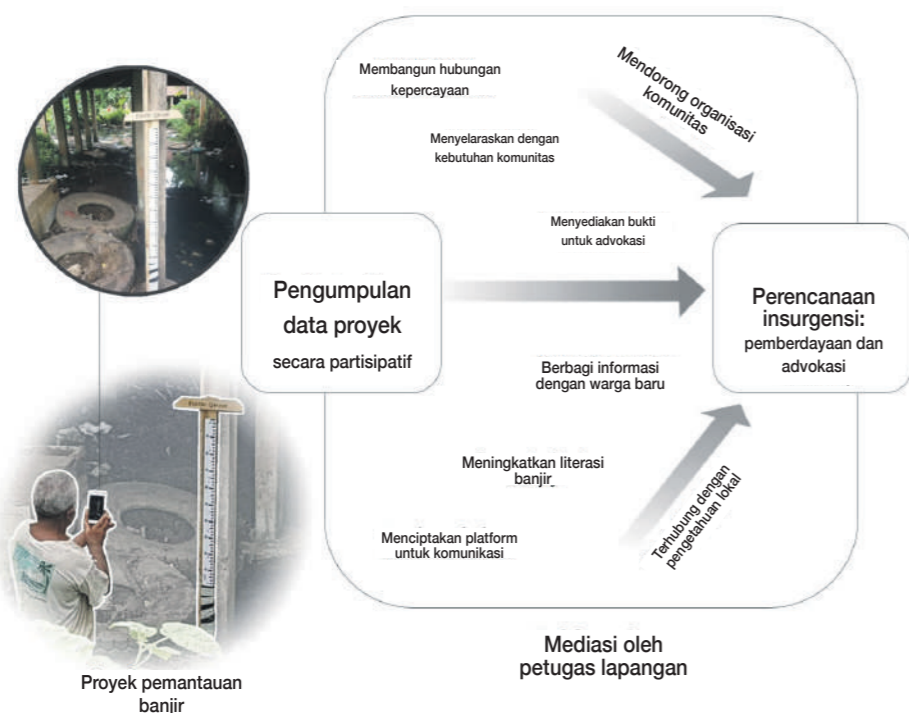 Membangun hubungan
kepercayaan
Mendorong organisasi
komunitas
Menyelaraskan dengan
kebutuhan komunitas
Menyediakan bukti
untuk advokasi
Pengumpulan
data proyek
secara partisipatif
Perencanaan
insurgensi:
pemberdayaan dan
advokasi
Berbagi informasi
dengan warga baru
Meningkatkan literasi
banjir
Menciptakan platform
untuk komunikasi
Terhubung dengan
pengetahuan lokal
Mediasi oleh
petugas lapangan
Proyek pemantauan
banjir